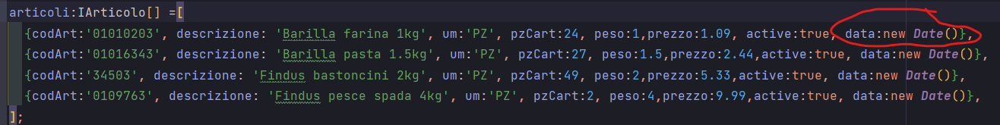 articoli:IArticolo[] =[
{codArt:'01010203', descrizione: 'Barilla farina 1kg', um:'PZ', pzCart:24, peso:1,prezzo:1.09, active:true, data:new Date()},
{codArt:'01016343', descrizione: 'Barilla pasta 1.5kg', um:'PZ', pzCart:27, peso:1.5,prezzo:2.44,active:true, data:new Date()},
{codArt:'34503', descrizione: 'Findus bastoncini 2kg', um:'PZ', pzCart:49, peso:2,prezzo:5.33,active:true, data:new Date()},
{codArt:'0109763', descrizione: 'Findus pesce spada 4kg', um:'PZ', pzCart:2, peso:4,prezzo:9.99,active:true, data:new Date()},
];